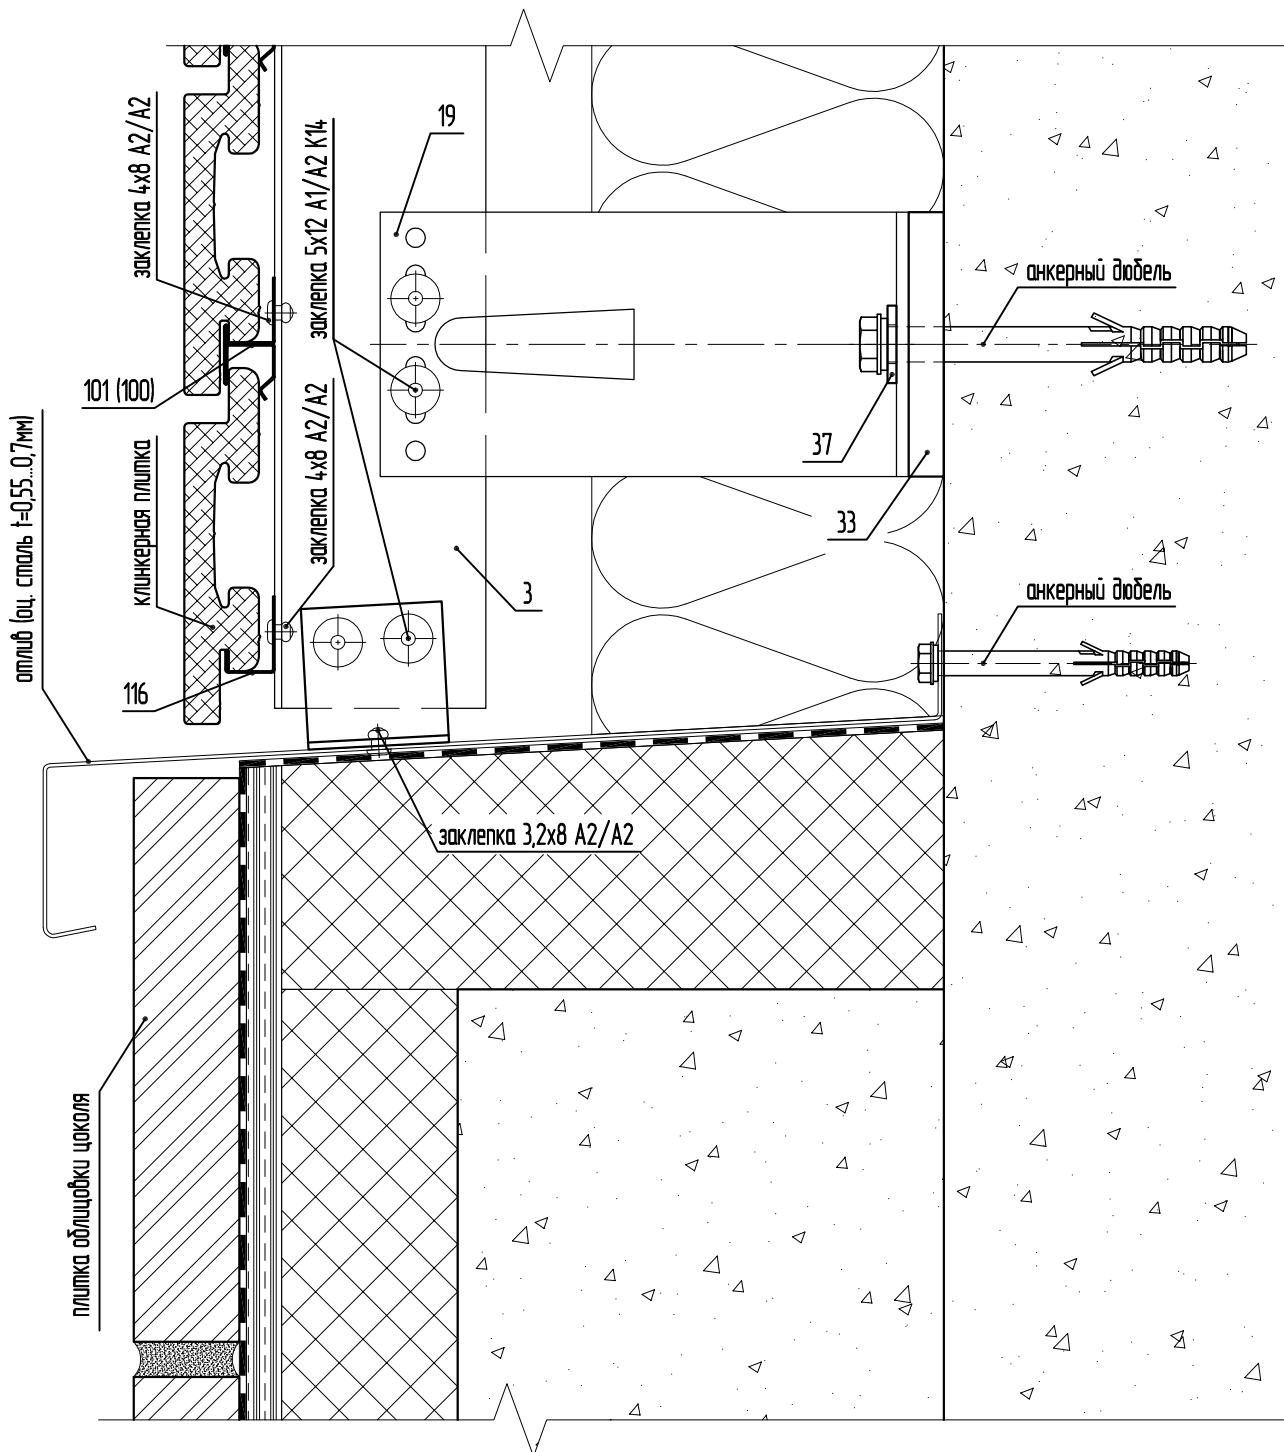 заклепка 4х8 А2/А2
19
заклепка 5х12 А1/А2 К14
анкерный дюбель
101 (100)
заклепка 4х8 А2/А2
37
отлив (оц. сталь t=0,55...0,7мм)
клинкерная плитка
33
3
анкерный дюбель
116
заклепка 3,2х8 А2/А2
плитка облицовки цоколя